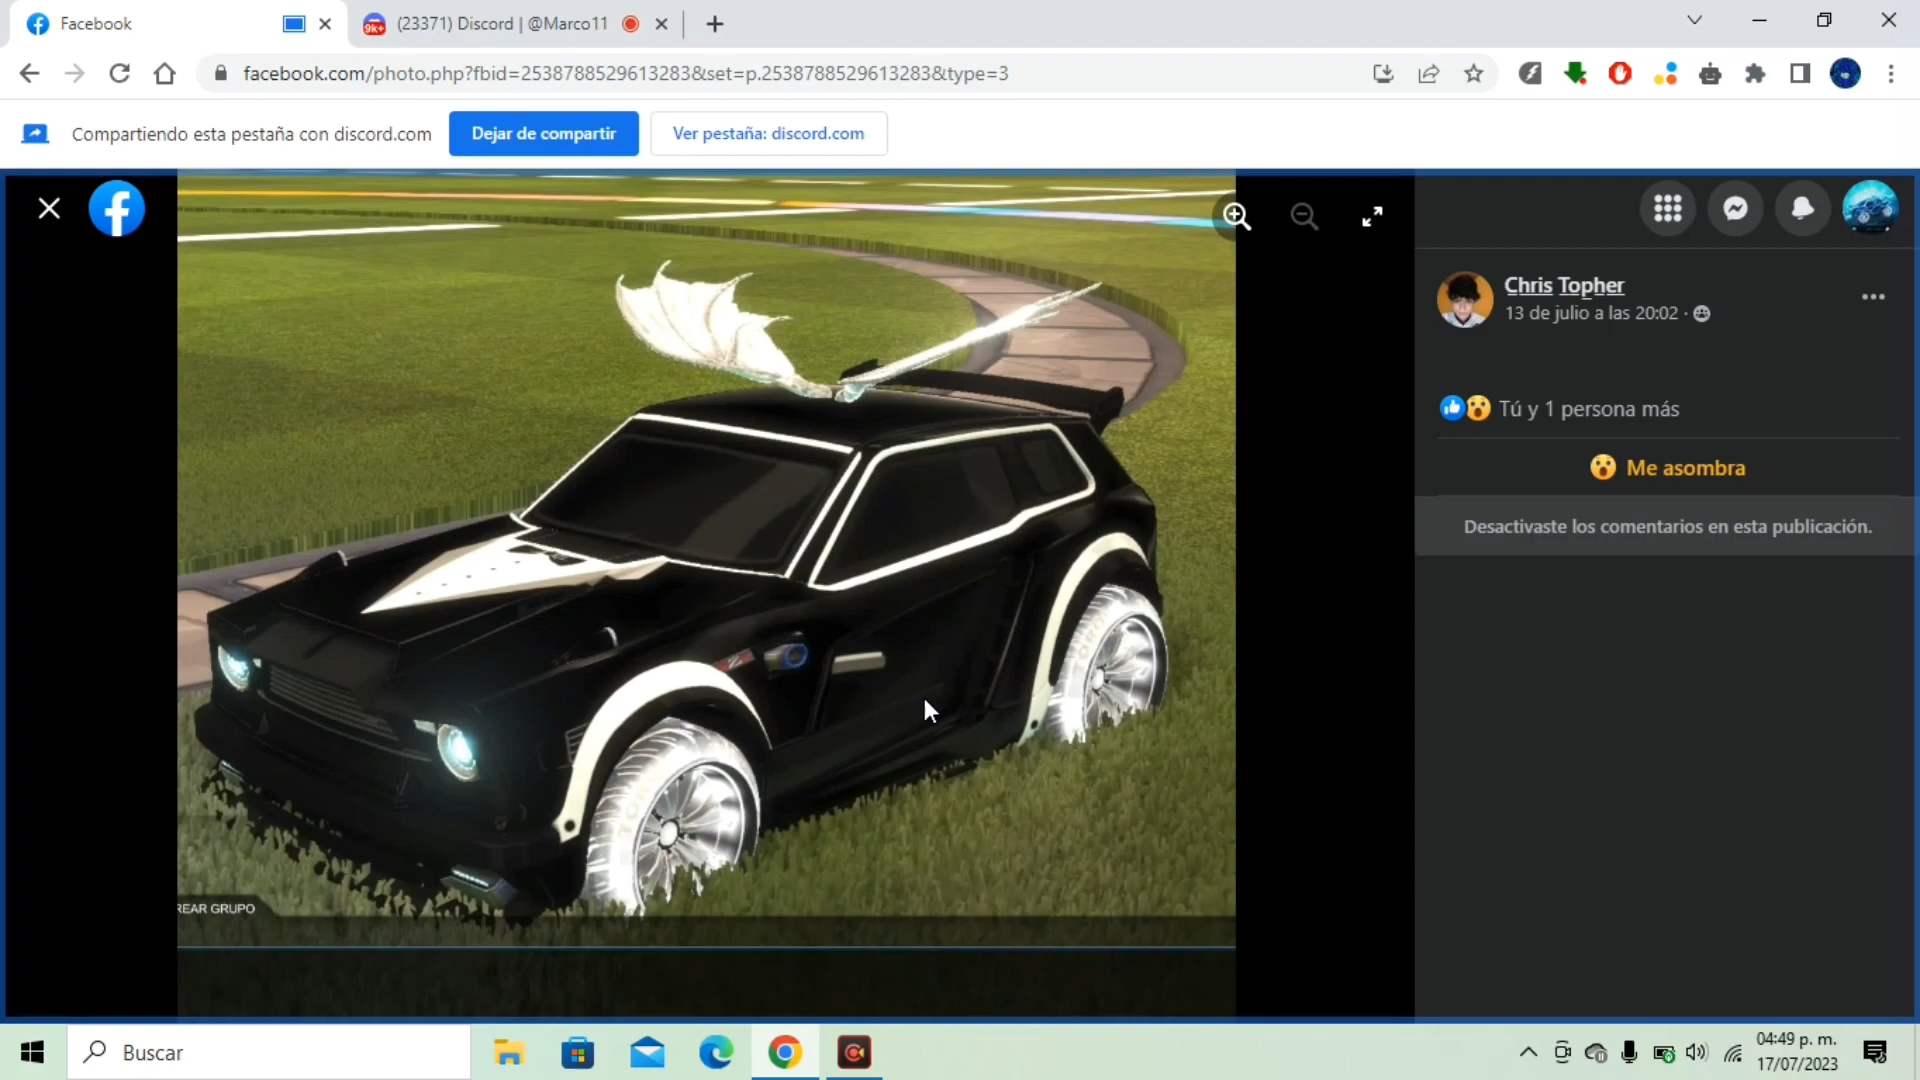 Facebook
(23371) Discord | @Marco11
facebook.com/photo.php?fbid=2538788529613283&set=p.2538788529613283&type=3
Compartiendo esta pestaña con discord.com
Dejar de compartir
Ver pestaña: discord.com
Chris Topher
13 de julio a las 20:02 ·
Tú y 1 persona más
Me asombra
Desactivaste los comentarios en esta publicación.
REAR GRUPO
Buscar
04:49 p. m.
17/07/2023